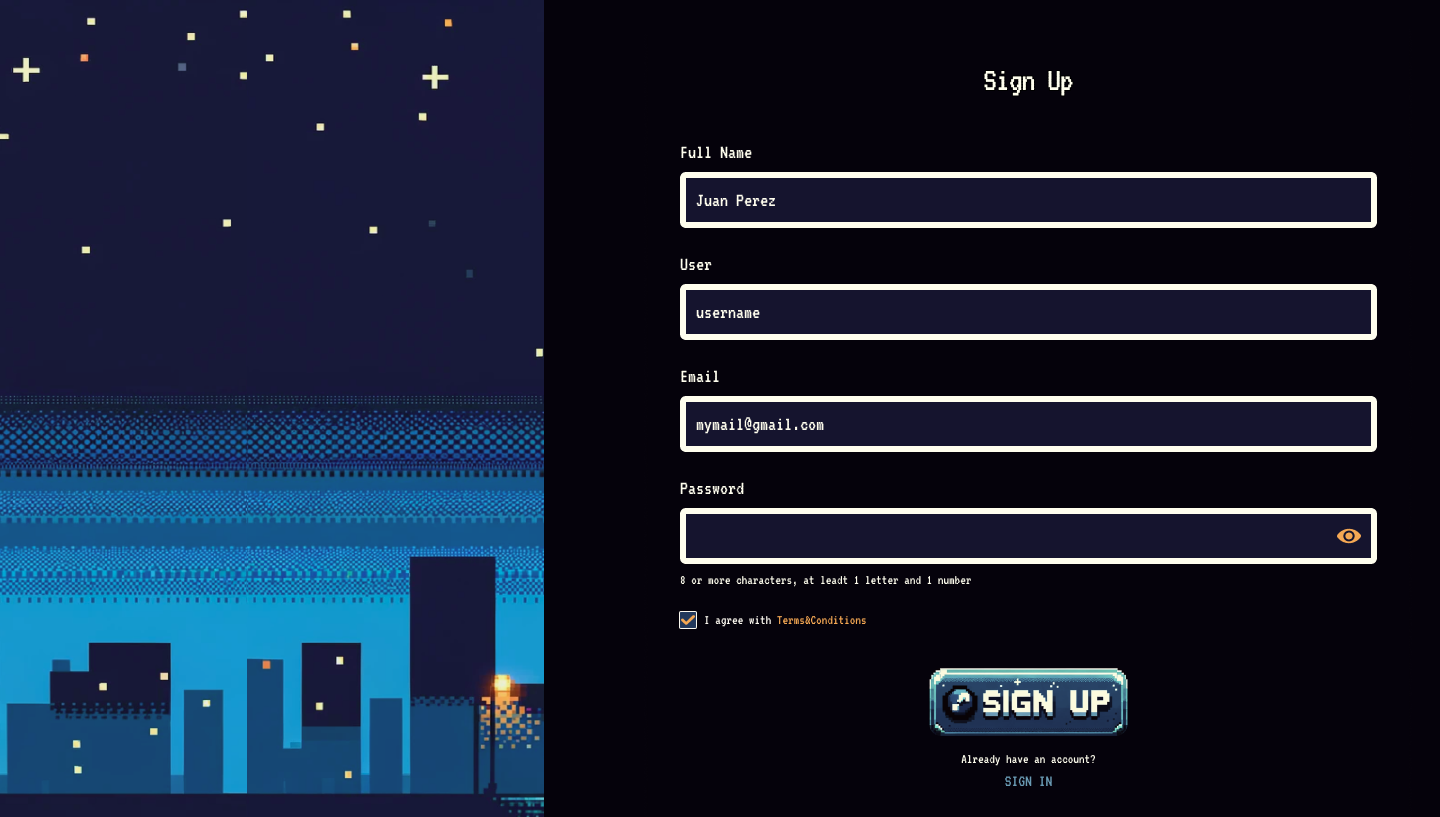 Sign Up
Full Name
Juan Perez
User
username
Email
mymail@gmail.com
Password
8 or more characters, at leadt 1 letter and 1 number
I agree with Terms&Conditions
SIGN UP
Already have an account?
SIGN IN